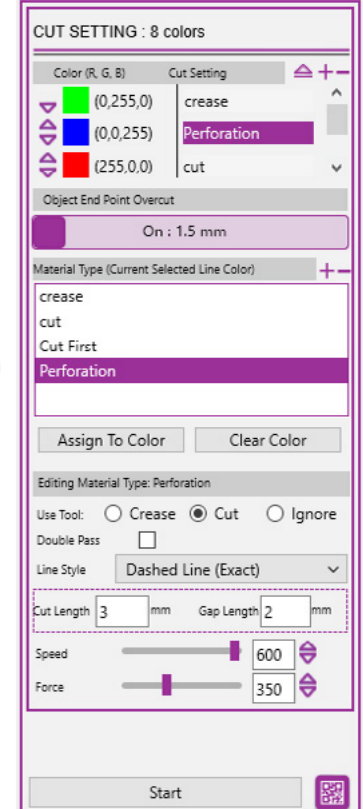 CUT SETTING : 8 colors
Color (R, G, B) Cut Setting
(0,255,0) crease
(0,0,255) Perforation
(255,0,0) cut
Object End Point Overcut
On : 1.5 mm
Material Type (Current Selected Line Color)
crease
cut
Cut First
Perforation
Assign To Color Clear Color
Editing Material Type: Perforation
Use Tool: Crease Cut Ignore
Double Pass
Line Style Dashed Line (Exact)
Cut Length 3 mm Gap Length 2 mm
Speed 600
Force 350
Start